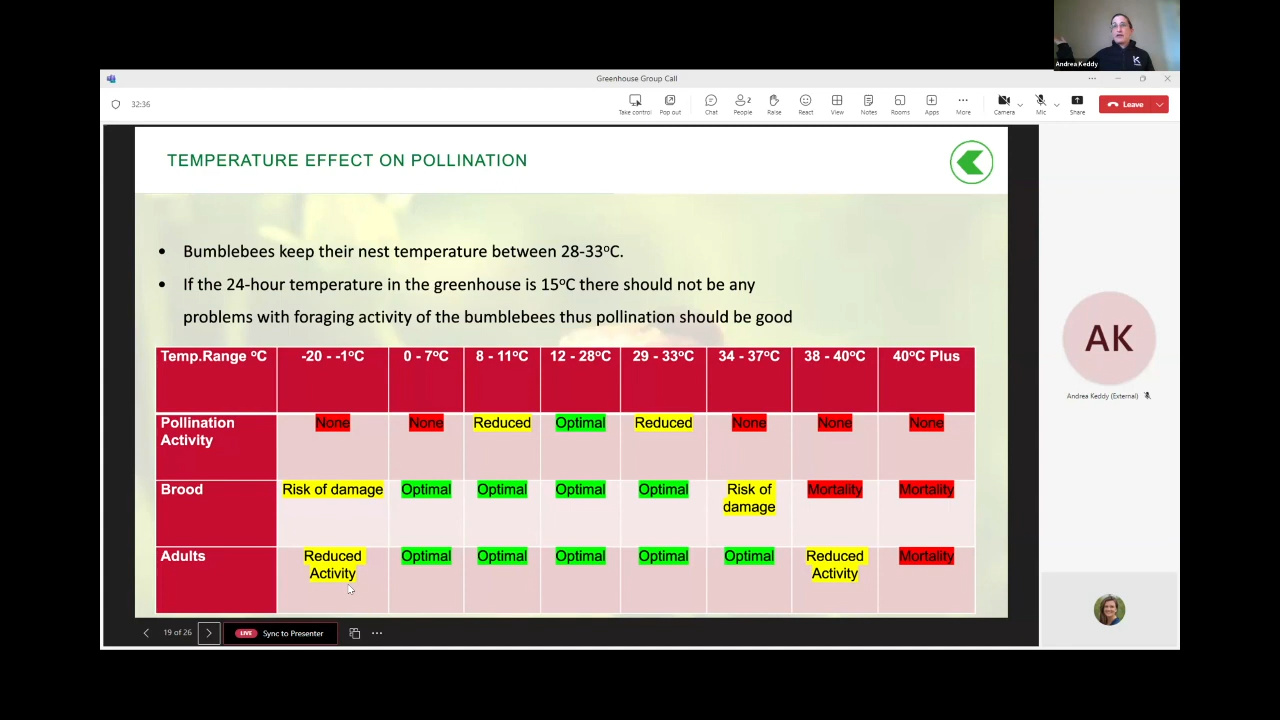 Andrea Keddy
Greenhouse Group Call
32:36
Take control
Pop out
Chat
People
2
Raise
React
View
Notes
Rooms
Apps
More
Camera
Mic
Share
Leave
TEMPERATURE EFFECT ON POLLINATION
• Bumblebees keep their nest temperature between 28-33ºC.
• If the 24-hour temperature in the greenhouse is 15ºC there should not be any
problems with foraging activity of the bumblebees thus pollination should be good
Temp.Range ºC -20 - -1ºC 0 - 7ºC 8 - 11ºC 12 - 28ºC 29 - 33ºC 34 - 37ºC 38 - 40ºC 40ºC Plus
Pollination None None Reduced Optimal Reduced None None None
Activity
Brood Risk of damage Optimal Optimal Optimal Optimal Risk of Mortality Mortality
damage
Adults Reduced Optimal Optimal Optimal Optimal Optimal Reduced Mortality
Activity Activity
AK
Andrea Keddy (External)
19 of 26
LIVE Sync to Presenter